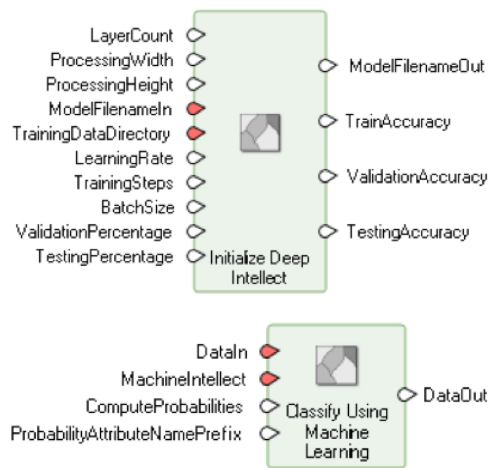 LayerCount
ProcessingWidth
ProcessingHeight
ModelFilenameIn
TrainingDataDirectory
LearningRate
TrainingSteps
BatchSize
ValidationPercentage
TestingPercentage
Initialize Deep
Intellect
ModelFilenameOut
TrainAccuracy
ValidationAccuracy
TestingAccuracy
DataIn
MachineIntellect
ComputeProbabilities
ProbabilityAttributeNamePrefix
Classify Using
Machine
Learning
DataOut